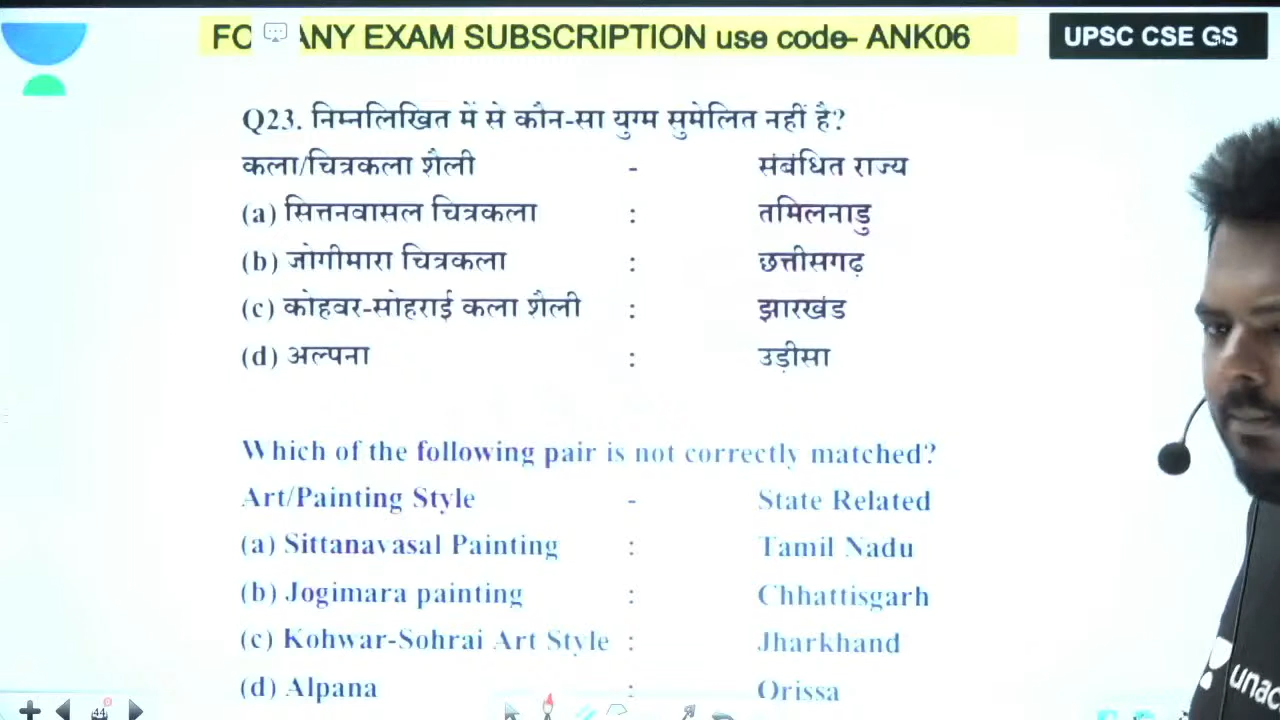 ANY EXAM SUBSCRIPTION use code- ANK06
UPSC CSE GS
Q23. निम्नलिखित में से कौन-सा युग्म सुमेलित नहीं है?
कला/चित्रकला शैली - संबंधित राज्य
(a) सित्तनवासल चित्रकला : तमिलनाडु
(b) जोगीमारा चित्रकला : छत्तीसगढ़
(c) कोहवर-सोहराई कला शैली : झारखंड
(d) अल्पना : उड़ीसा
Which of the following pair is not correctly matched?
Art/Painting Style - State Related
(a) Sittanavasal Painting : Tamil Nadu
(b) Jogimara painting : Chhattisgarh
(c) Kohwar-Sohrai Art Style : Jharkhand
(d) Alpana : Orissa
44